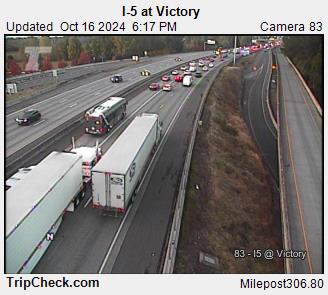 I-5 at Victory
Updated  Oct 16 2024  6:17 PM
Camera 83
83 - I5 @ Victory
TripCheck.com
Milepost306.80